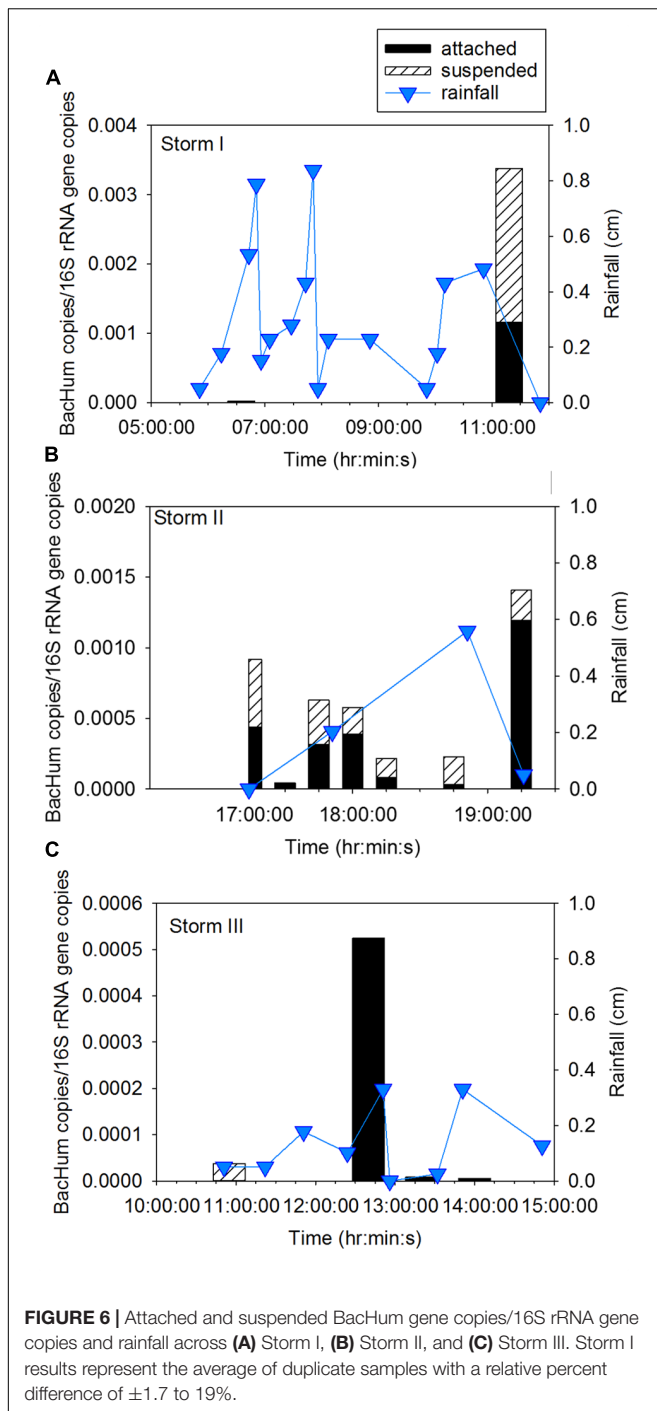 attached
suspended
rainfall
A
Storm I
BacHum copies/16S rRNA gene copies
0.004
0.003
0.002
0.001
0.000
1.0
0.8
0.6
0.4
0.2
0.0
Rainfall (cm)
05:00:00 07:00:00 09:00:00 11:00:00
Time (hr:min:s)
B
Storm II
BacHum copies/16S rRNA gene copies
0.0020
0.0015
0.0010
0.0005
0.0000
1.0
0.8
0.6
0.4
0.2
0.0
Rainfall (cm)
17:00:00 18:00:00 19:00:00
Time (hr:min:s)
C
Storm III
BacHum copies/16S rRNA gene copies
0.0006
0.0005
0.0004
0.0003
0.0002
0.0001
0.0000
1.0
0.8
0.6
0.4
0.2
0.0
Rainfall (cm)
10:00:00 11:00:00 12:00:00 13:00:00 14:00:00 15:00:00
Time (hr:min:s)
FIGURE 6 | Attached and suspended BacHum gene copies/16S rRNA gene
copies and rainfall across (A) Storm I, (B) Storm II, and (C) Storm III. Storm I
results represent the average of duplicate samples with a relative percent
difference of ±1.7 to 19%.